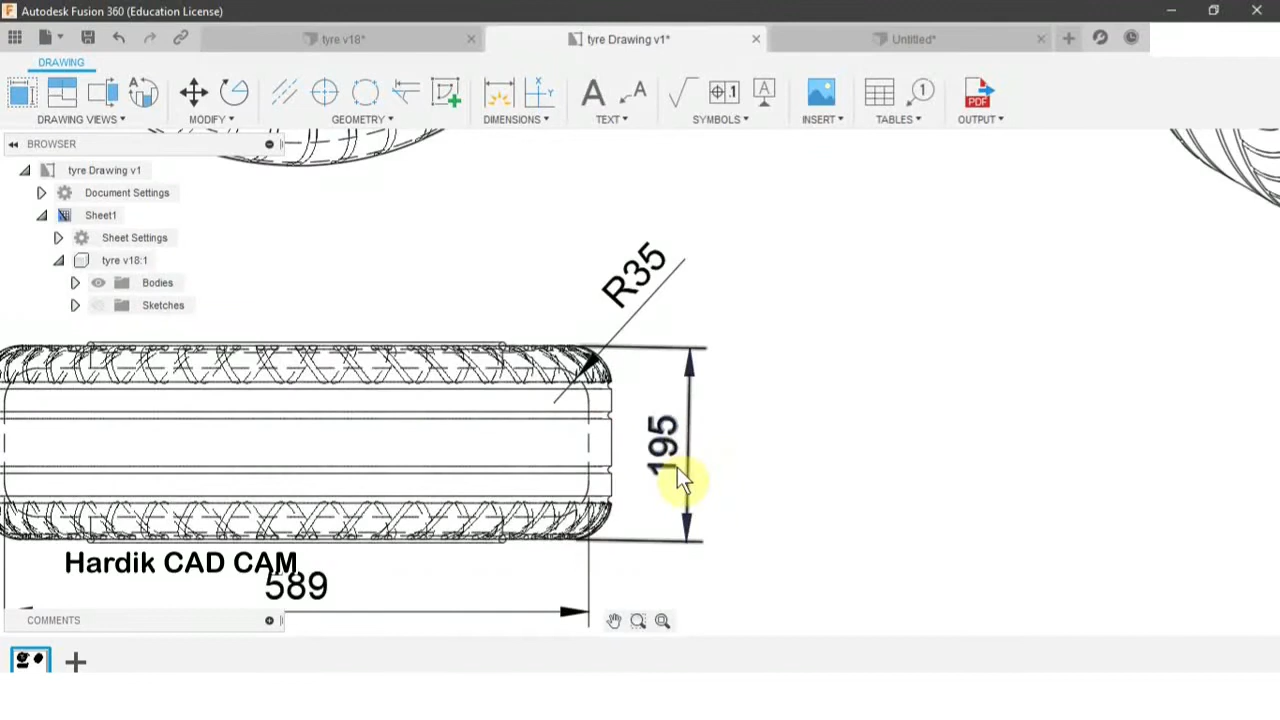 Autodesk Fusion 360 (Education License)
tyre v18*
tyre Drawing v1*
Untitled*
DRAWING
DRAWING VIEWS
MODIFY
GEOMETRY
DIMENSIONS
TEXT
SYMBOLS
INSERT
TABLES
OUTPUT
BROWSER
tyre Drawing v1
Document Settings
Sheet1
Sheet Settings
tyre v18:1
Bodies
Sketches
R35
195
Hardik CAD CAM
589
COMMENTS